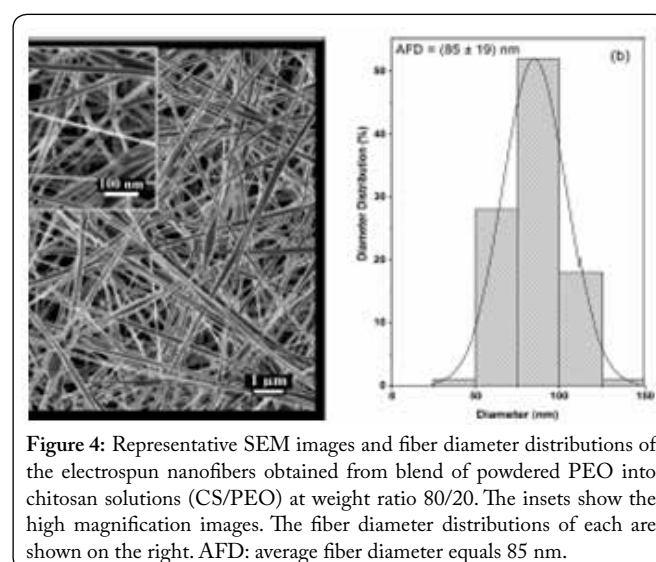 100 nm
1 μm
AFD = (85 ± 19) nm
(b)
Diameter Distribution (%)
50
40
30
20
10
0
0
50
100
150
Diameter (nm)
Figure 4: Representative SEM images and fiber diameter distributions of
the electrospun nanofibers obtained from blend of powdered PEO into
chitosan solutions (CS/PEO) at weight ratio 80/20. The insets show the
high magnification images. The fiber diameter distributions of each are
shown on the right. AFD: average fiber diameter equals 85 nm.